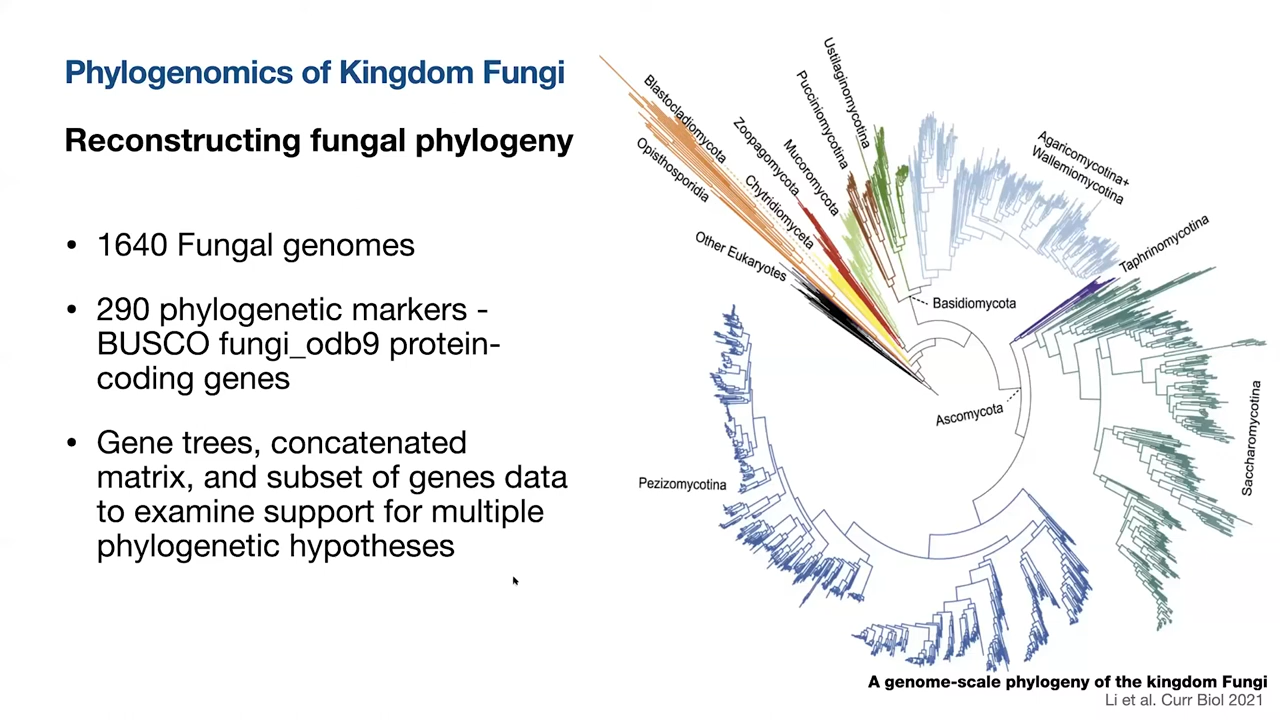 Phylogenomics of Kingdom Fungi
Reconstructing fungal phylogeny
• 1640 Fungal genomes
• 290 phylogenetic markers -
BUSCO fungi_odb9 protein-
coding genes
• Gene trees, concatenated
matrix, and subset of genes data
to examine support for multiple
phylogenetic hypotheses
Opisthosporidia
Blastocladiomycota
Other Eukaryotes
Chytridiomyceta
Zoopagomycota
Mucoromycota
Pucciniomycotina
Ustilaginomycotina
Agaricomycotina+
Wallemiomycotina
Taphrinomycotina
Basidiomycota
Ascomycota
Saccharomycotina
Pezizomycotina
A genome-scale phylogeny of the kingdom Fungi
Li et al. Curr Biol 2021